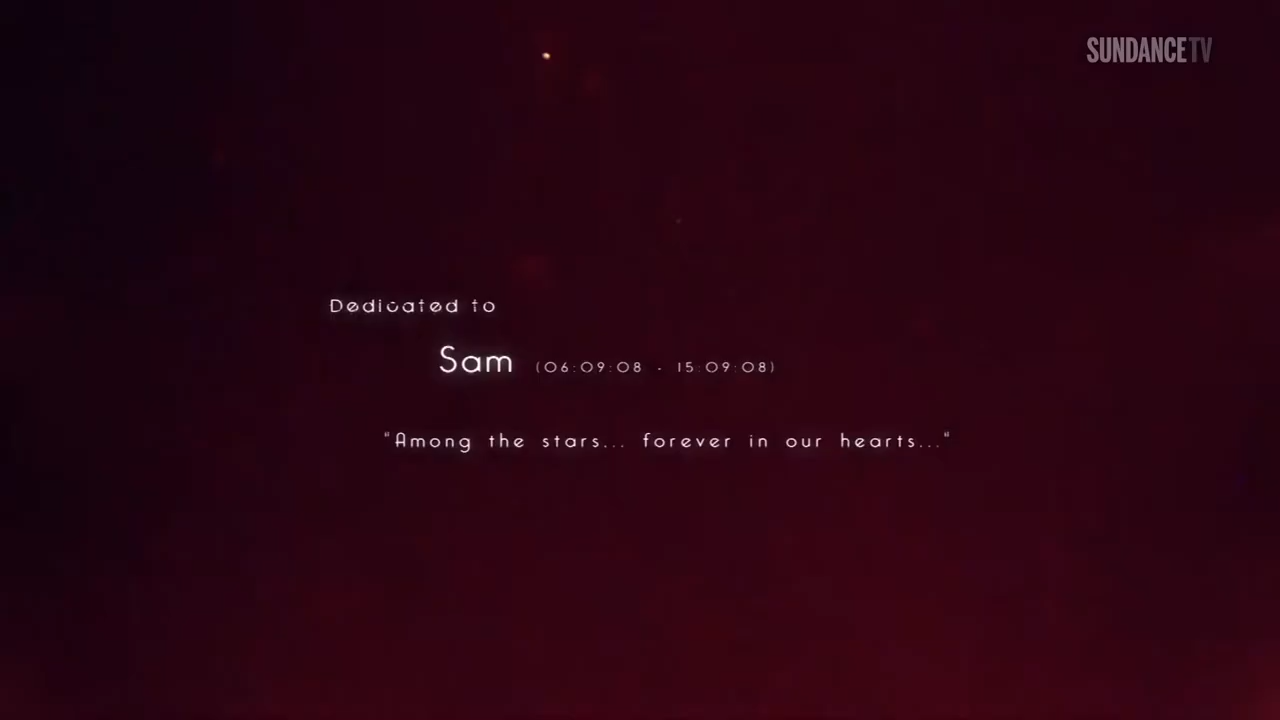 SUNDANCETV
Dedicated to
Sam (06:09:08 - 15:09:08)
"Among the stars... forever in our hearts..."